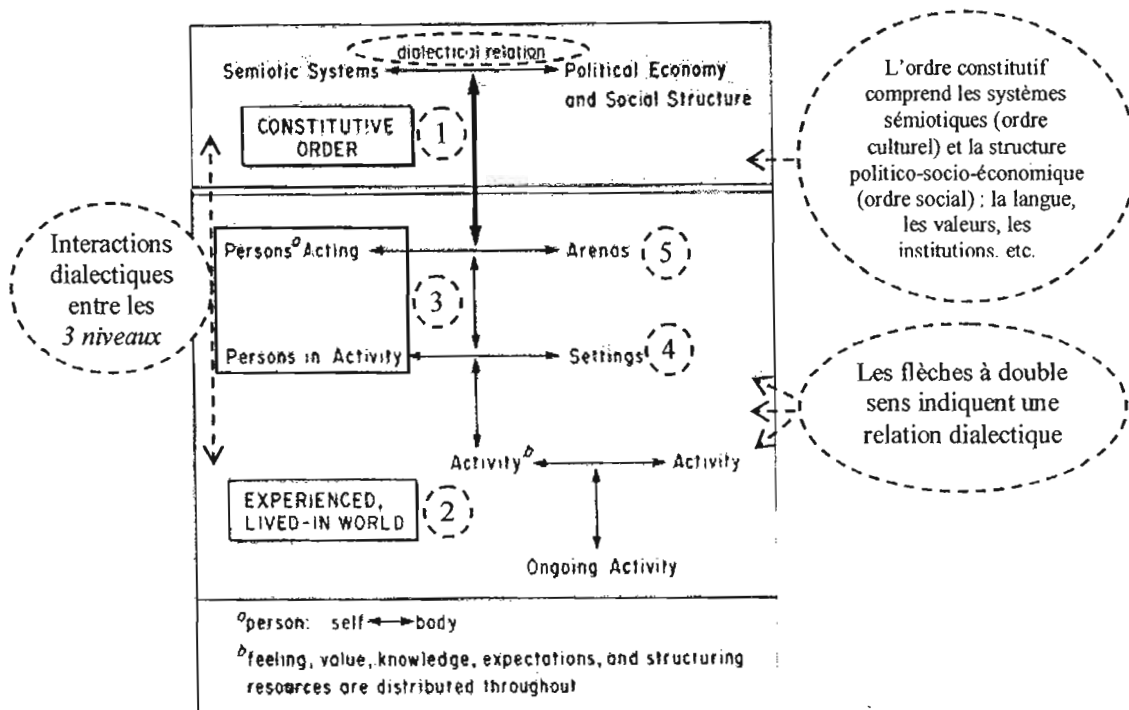 dialectical relation
Semiotic Systems
Political Economy
and Social Structure
CONSTITUTIVE
ORDER
1
L'ordre constitutif
comprend les systèmes
sémiotiques (ordre
culturel) et la structure
politico-socio-économique
(ordre social) : la langue,
les valeurs, les
institutions. etc.
Interactions
dialectiques
entre les
3 niveaux
Persons a Acting
Arenas
5
3
Persons in Activity
Settings
4
Les flèches à double
sens indiquent une
relation dialectique
Activity b
Activity
EXPERIENCED,
LIVED-IN WORLD
2
Ongoing Activity
a person: self body
b feeling, value, knowledge, expectations, and structuring
resources are distributed throughout